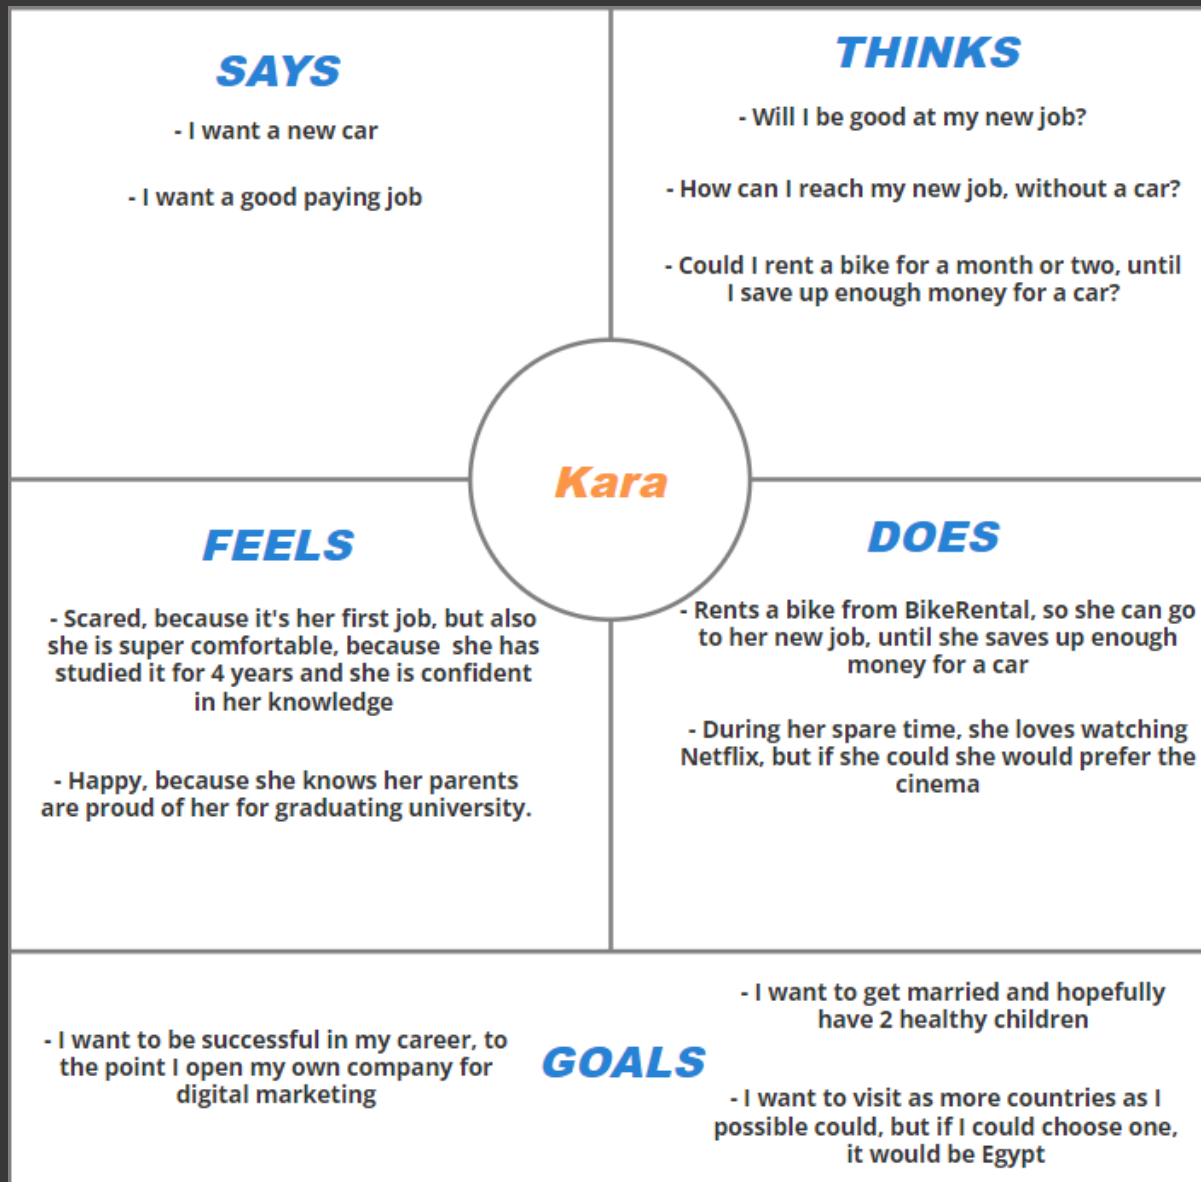 SAYS
- I want a new car
- I want a good paying job
THINKS
- Will I be good at my new job?
- How can I reach my new job, without a car?
- Could I rent a bike for a month or two, until
I save up enough money for a car?
Kara
FEELS
- Scared, because it's her first job, but also
she is super comfortable, because she has
studied it for 4 years and she is confident
in her knowledge
- Happy, because she knows her parents
are proud of her for graduating university.
DOES
- Rents a bike from BikeRental, so she can go
to her new job, until she saves up enough
money for a car
- During her spare time, she loves watching
Netflix, but if she could she would prefer the
cinema
GOALS
- I want to be successful in my career, to
the point I open my own company for
digital marketing
- I want to get married and hopefully
have 2 healthy children
- I want to visit as more countries as I
possible could, but if I could choose one,
it would be Egypt